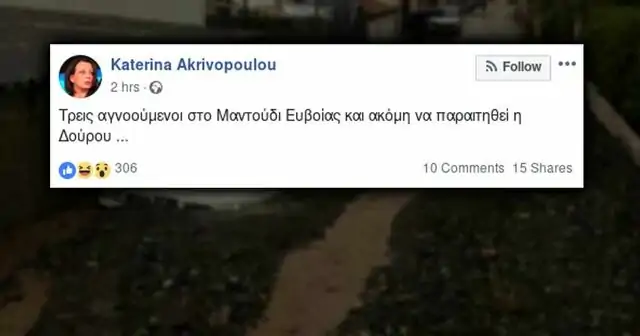 Katerina Akrivopoulou
Follow
2 hrs ·
Τρεις αγνοούμενοι στο Μαντούδι Ευβοίας και ακόμη να παραιτηθεί η
Δούρου ...
306
10 Comments 15 Shares